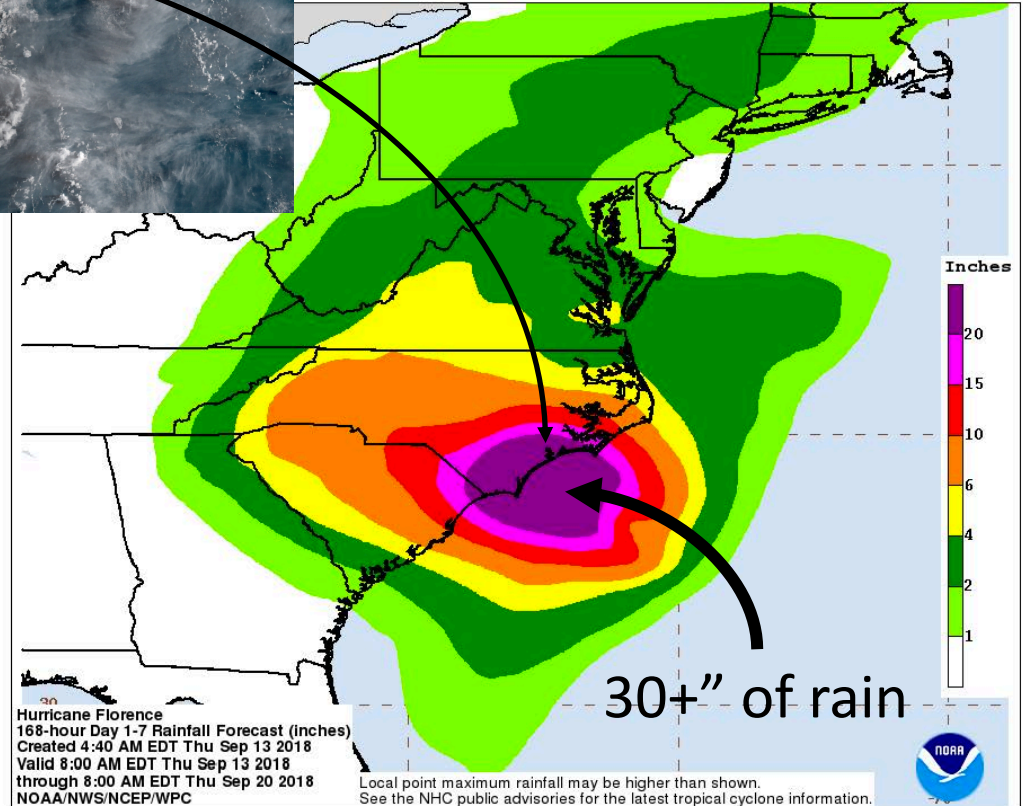 Inches
20
15
10
6
4
2
1
30+” of rain
30
Hurricane Florence
168-hour Day 1-7 Rainfall Forecast (inches)
Created 4:40 AM EDT Thu Sep 13 2018
Valid 8:00 AM EDT Thu Sep 13 2018
through 8:00 AM EDT Thu Sep 20 2018
NOAA/NWS/NCEP/WPC
Local point maximum rainfall may be higher than shown.
See the NHC public advisories for the latest tropical cyclone information.
NOAA